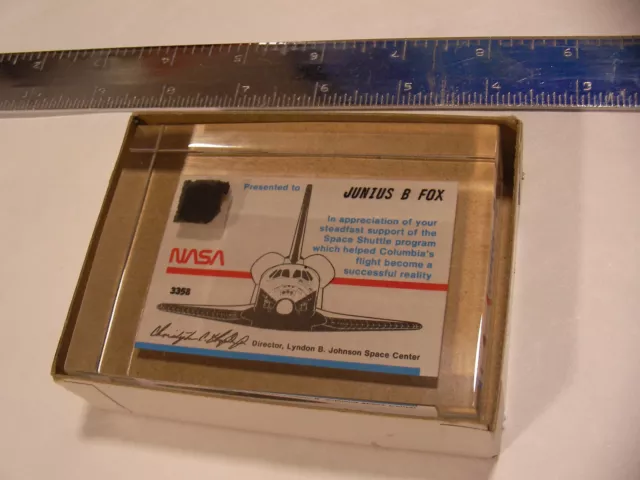 Presented to JUNIUS B FOX
In appreciation of your
steadfast support of the
Space Shuttle program
which helped Columbia's
flight become a
successful reality
NASA
3358
Director, Lyndon B. Johnson Space Center